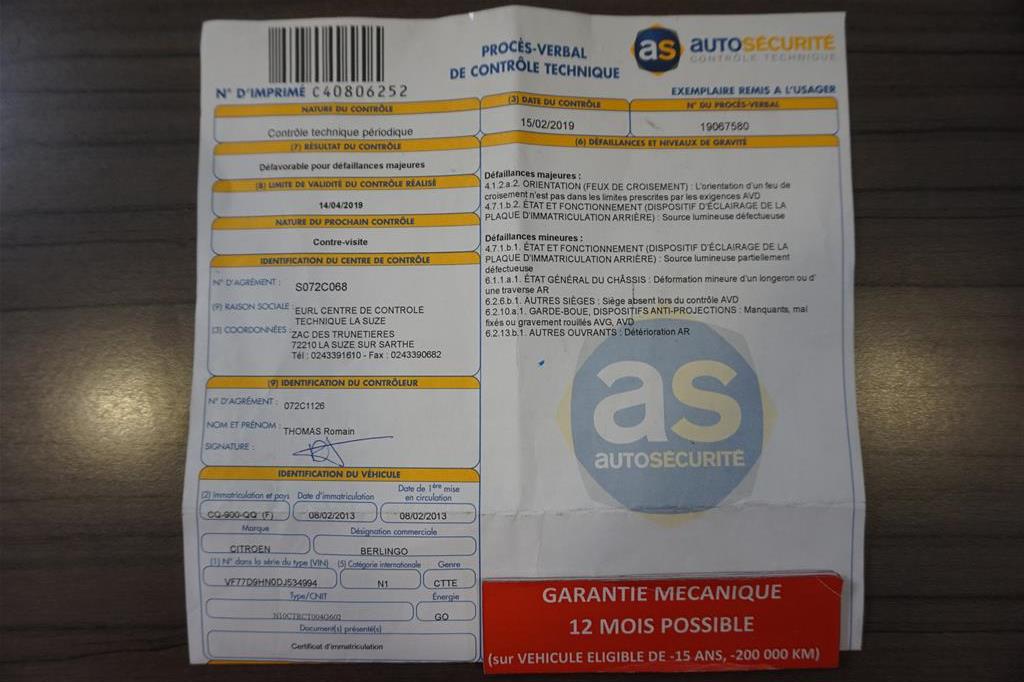 PROCÈS-VERBAL
DE CONTRÔLE TECHNIQUE
as AUTOSÉCURITÉ
CONTRÔLE TECHNIQUE
N° D'IMPRIMÉ C40806252
EXEMPLAIRE REMIS A L'USAGER
NATURE DU CONTRÔLE
Contrôle technique périodique
(7) RÉSULTAT DU CONTRÔLE
Défavorable pour défaillances majeures
(8) LIMITE DE VALIDITÉ DU CONTRÔLE RÉALISÉ
14/04/2019
NATURE DU PROCHAIN CONTRÔLE
Contre-visite
IDENTIFICATION DU CENTRE DE CONTRÔLE
N° D'AGRÉMENT : S072C068
(9) RAISON SOCIALE : EURL CENTRE DE CONTROLE
TECHNIQUE LA SUZE
(3) COORDONNÉES : ZAC DES TRUNETIERES
72210 LA SUZE SUR SARTHE
Tél : 0243391610 - Fax : 0243390682
(9) IDENTIFICATION DU CONTRÔLEUR
N° D'AGRÉMENT : 072C1126
NOM ET PRÉNOM : THOMAS Romain
SIGNATURE :
IDENTIFICATION DU VÉHICULE
(2) Immatriculation et pays
Date d'immatriculation
Date de 1ère mise
en circulation
CQ-900-QQ (F)
08/02/2013
08/02/2013
Marque
Désignation commerciale
CITROEN
BERLINGO
(1) N° dans la série du type (VIN)
(5) Catégorie internationale
Genre
VF77D9HN0DJ534994
N1
CTTE
Type/CNIT
Énergie
N10CTRCT004G602
GO
Document(s) présenté(s)
Certificat d'immatriculation
(3) DATE DU CONTRÔLE
15/02/2019
N° DU PROCÈS-VERBAL
19067580
(6) DÉFAILLANCES ET NIVEAUX DE GRAVITÉ
Défaillances majeures :
4.1.2.a.2. ORIENTATION (FEUX DE CROISEMENT) : L'orientation d'un feu de
croisement n'est pas dans les limites prescrites par les exigences AVD
4.7.1.b.2. ÉTAT ET FONCTIONNEMENT (DISPOSITIF D'ÉCLAIRAGE DE LA
PLAQUE D'IMMATRICULATION ARRIÈRE) : Source lumineuse défectueuse
Défaillances mineures :
4.7.1.b.1. ÉTAT ET FONCTIONNEMENT (DISPOSITIF D'ÉCLAIRAGE DE LA
PLAQUE D'IMMATRICULATION ARRIÈRE) : Source lumineuse partiellement
défectueuse
6.1.1.a.1. ÉTAT GÉNÉRAL DU CHÂSSIS : Déformation mineure d'un longeron ou d'
une traverse AR
6.2.6.b.1. AUTRES SIÈGES : Siège absent lors du contrôle AVD
6.2.10.a.1. GARDE-BOUE, DISPOSITIFS ANTI-PROJECTIONS : Manquants, mal
fixés ou gravement rouillés AVG, AVD
6.2.13.b.1. AUTRES OUVRANTS : Détérioration AR
as
AUTOSÉCURITÉ
GARANTIE MECANIQUE
12 MOIS POSSIBLE
(sur VEHICULE ELIGIBLE DE -15 ANS, -200 000 KM)